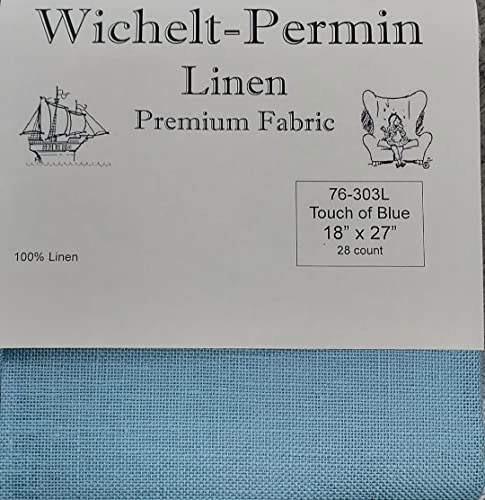 Wichelt-Permin
Linen
Premium Fabric
76-303L
Touch of Blue
18” x 27”
28 count
100% Linen